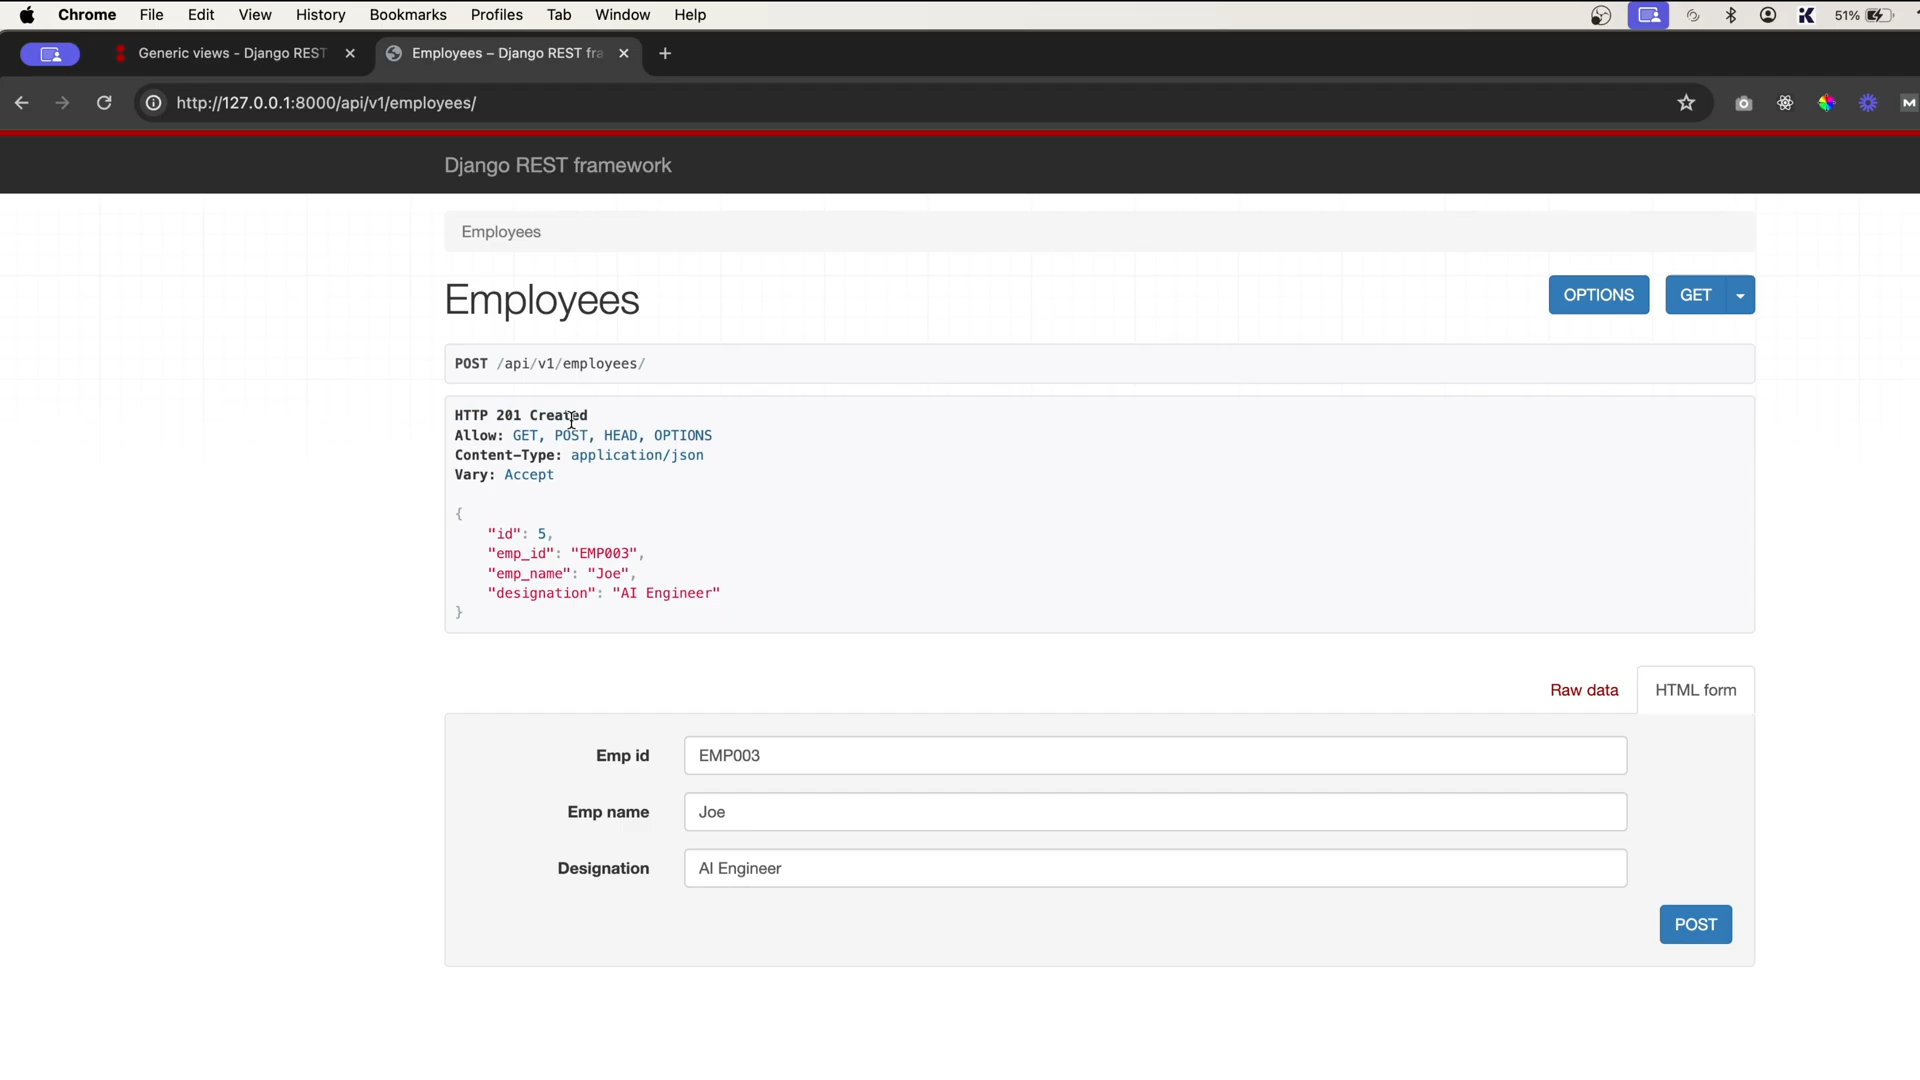 Chrome File Edit View History Bookmarks Profiles Tab Window Help 51%
Generic views - Django REST
Employees – Django REST fra
http://127.0.0.1:8000/api/v1/employees/
Django REST framework
Employees
Employees
OPTIONS GET
POST /api/v1/employees/
HTTP 201 Created
Allow: GET, POST, HEAD, OPTIONS
Content-Type: application/json
Vary: Accept
{
"id": 5,
"emp_id": "EMP003",
"emp_name": "Joe",
"designation": "AI Engineer"
}
Raw data HTML form
Emp id EMP003
Emp name Joe
Designation AI Engineer
POST